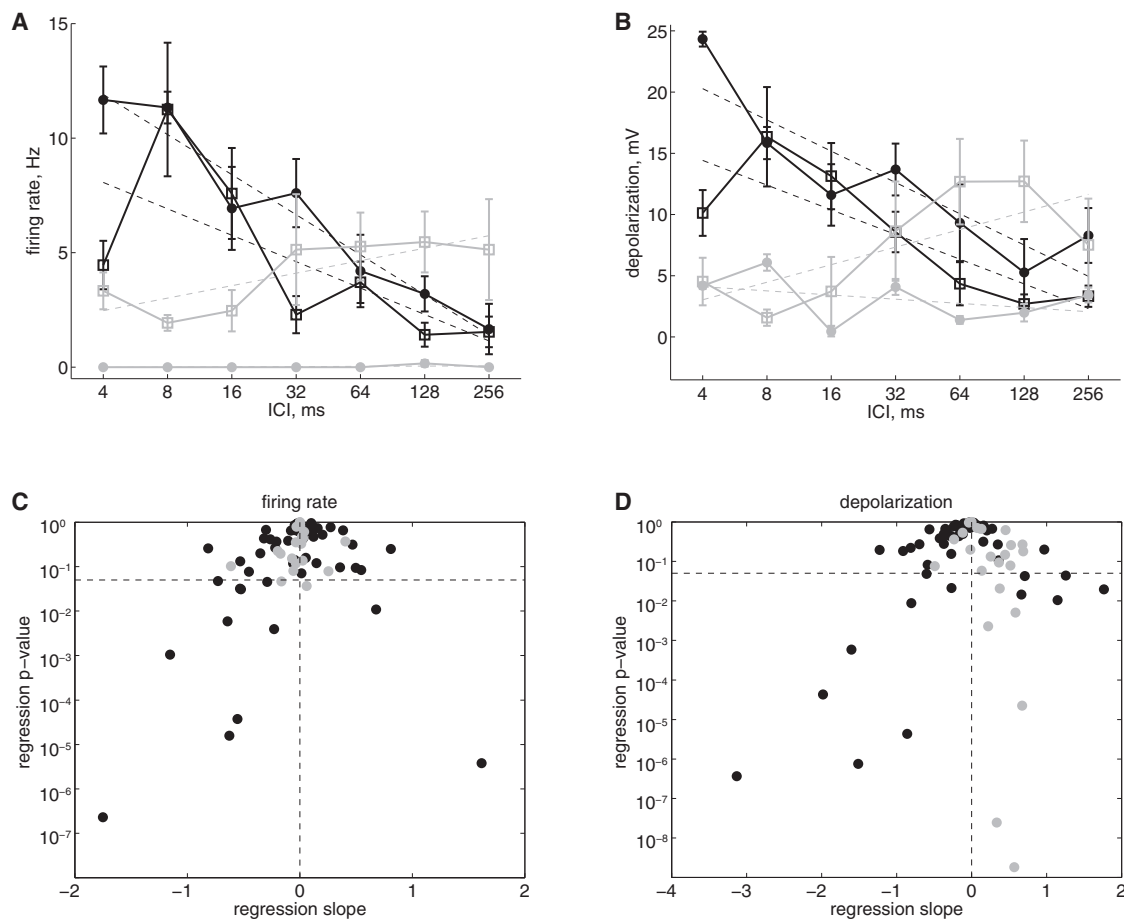 A
15
10
5
0
firing rate, Hz
4 8 16 32 64 128 256
ICI, ms
B
25
20
15
10
5
0
depolarization, mV
4 8 16 32 64 128 256
ICI, ms
C
firing rate
10⁰
10⁻¹
10⁻²
10⁻³
10⁻⁴
10⁻⁵
10⁻⁶
10⁻⁷
regression p−value
−2 −1 0 1 2
regression slope
D
depolarization
10⁰
10⁻¹
10⁻²
10⁻³
10⁻⁴
10⁻⁵
10⁻⁶
10⁻⁷
10⁻⁸
regression p−value
−4 −3 −2 −1 0 1 2
regression slope